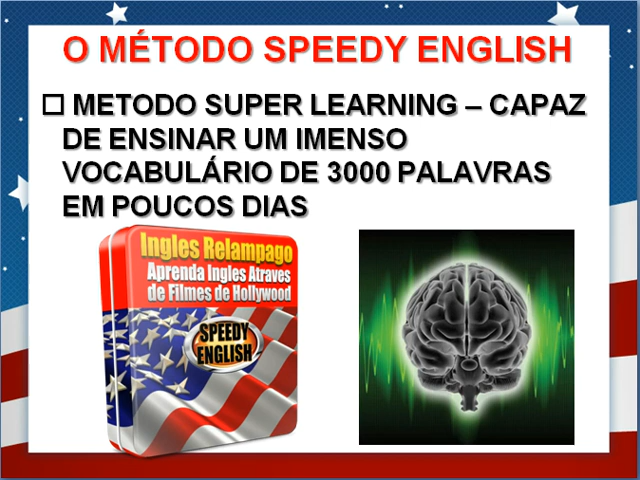 O MÉTODO SPEEDY ENGLISH
METODO SUPER LEARNING – CAPAZ
DE ENSINAR UM IMENSO
VOCABULÁRIO DE 3000 PALAVRAS
EM POUCOS DIAS
Ingles Relampago
Aprenda Ingles Atraves
de Filmes de Hollywood
SPEEDY
ENGLISH